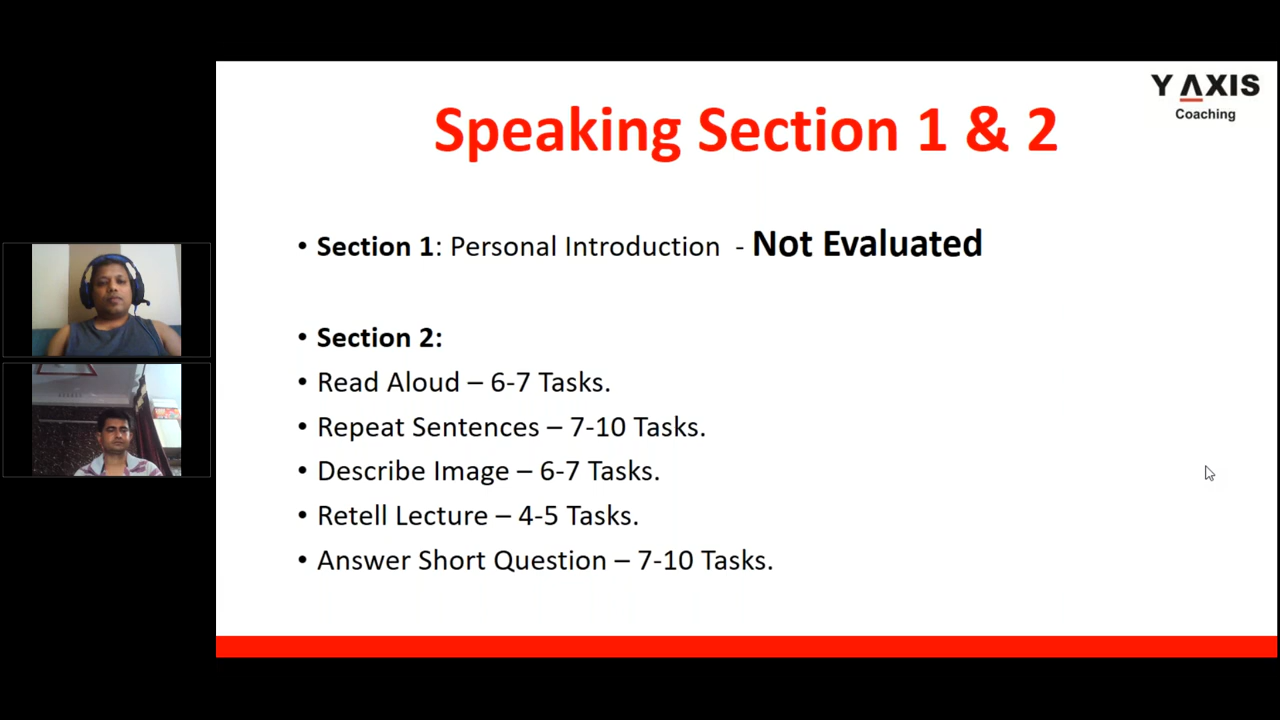 Y AXIS
Coaching
Speaking Section 1 & 2
• Section 1: Personal Introduction - Not Evaluated
• Section 2:
• Read Aloud – 6-7 Tasks.
• Repeat Sentences – 7-10 Tasks.
• Describe Image – 6-7 Tasks.
• Retell Lecture – 4-5 Tasks.
• Answer Short Question – 7-10 Tasks.